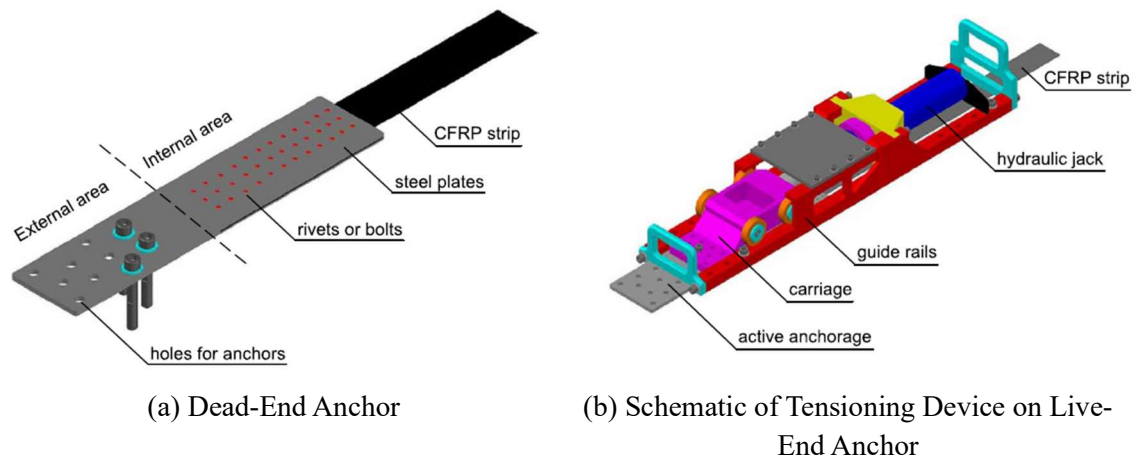 External area
Internal area
CFRP strip
steel plates
rivets or bolts
holes for anchors
(a) Dead-End Anchor
CFRP strip
hydraulic jack
guide rails
carriage
active anchorage
(b) Schematic of Tensioning Device on Live-
End Anchor